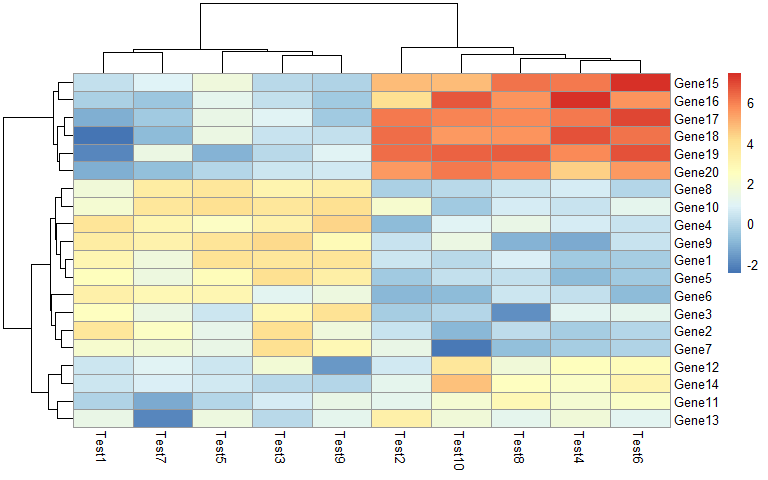 Gene15
Gene16
Gene17
Gene18
Gene19
Gene20
Gene8
Gene10
Gene4
Gene9
Gene1
Gene5
Gene6
Gene3
Gene2
Gene7
Gene12
Gene14
Gene11
Gene13
6
4
2
0
-2
Test1
Test7
Test5
Test3
Test9
Test2
Test10
Test8
Test4
Test6